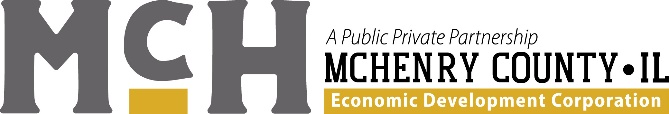 McH
A Public Private Partnership
MCHENRY COUNTY•IL
Economic Development Corporation